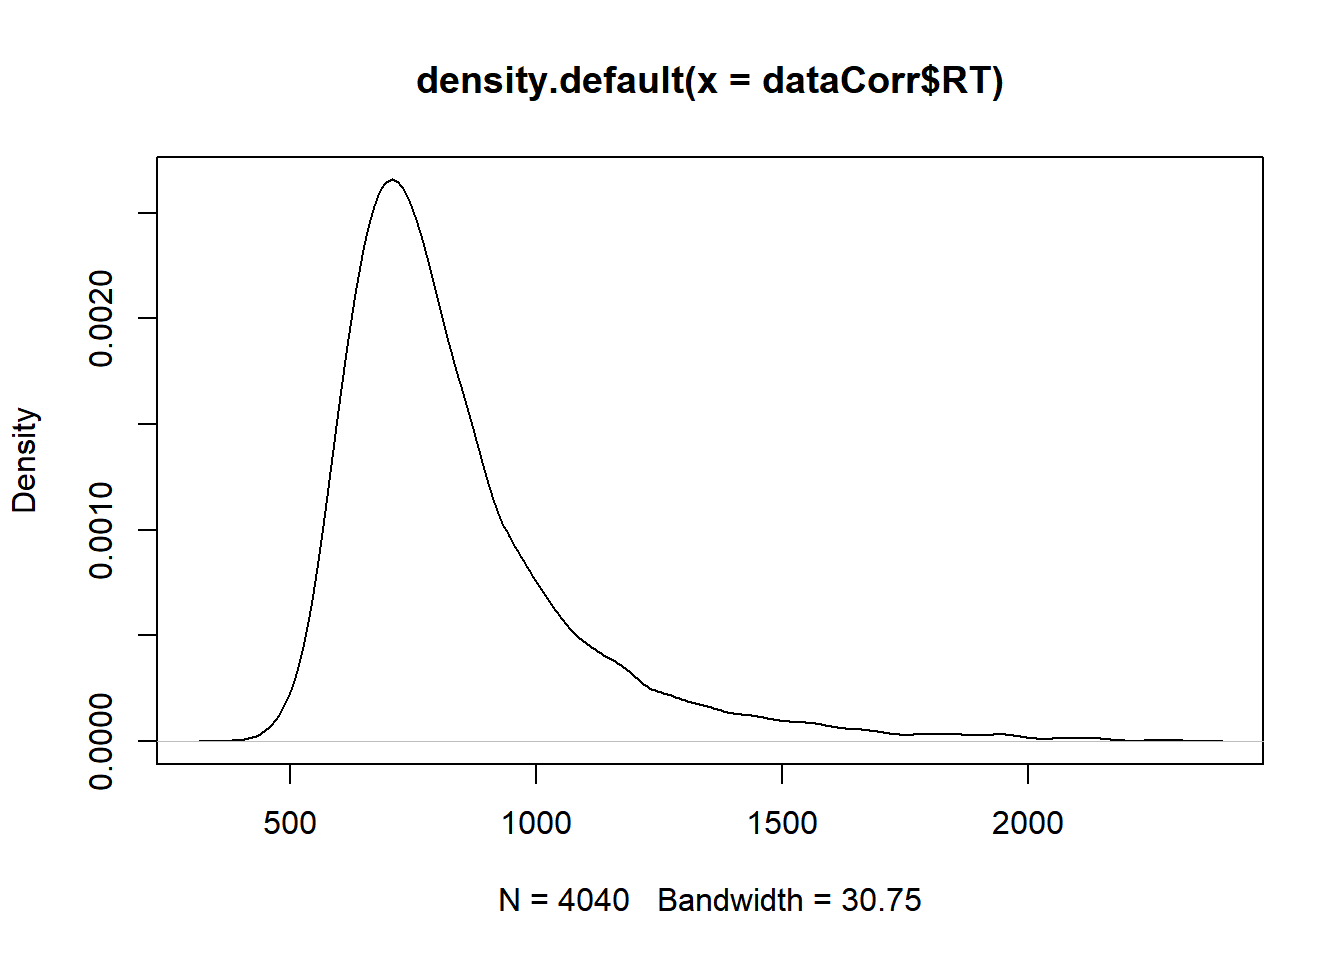 density.default(x = dataCorr$RT)
Density
0.0020
0.0010
0.0000
500 1000 1500 2000
N = 4040 Bandwidth = 30.75